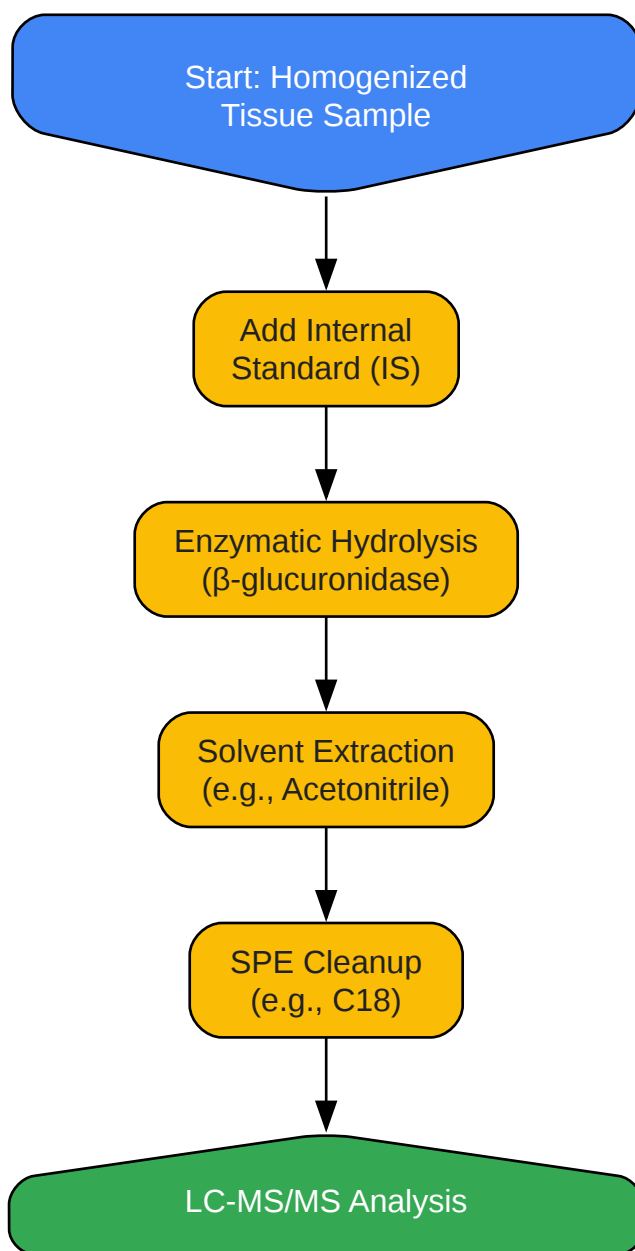 Start: Homogenized
Tissue Sample
Add Internal
Standard (IS)
Enzymatic Hydrolysis
(β-glucuronidase)
Solvent Extraction
(e.g., Acetonitrile)
SPE Cleanup
(e.g., C18)
LC-MS/MS Analysis